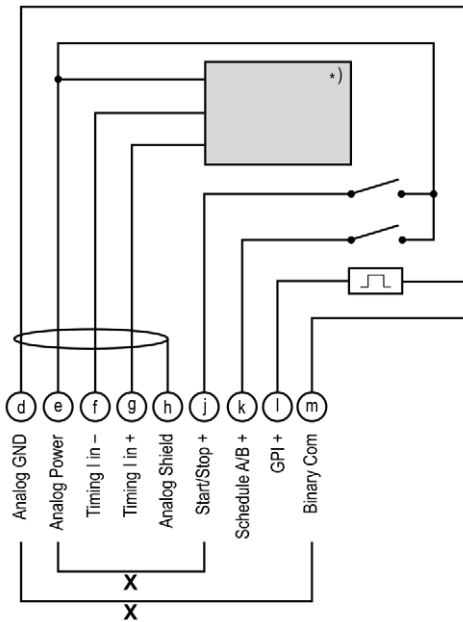 *)
d
e
f
g
h
j
k
l
m
Analog GND
Analog Power
Timing I in –
Timing I in +
Analog Shield
Start/Stop +
Schedule A/B +
GPI +
Binary Com
X
X